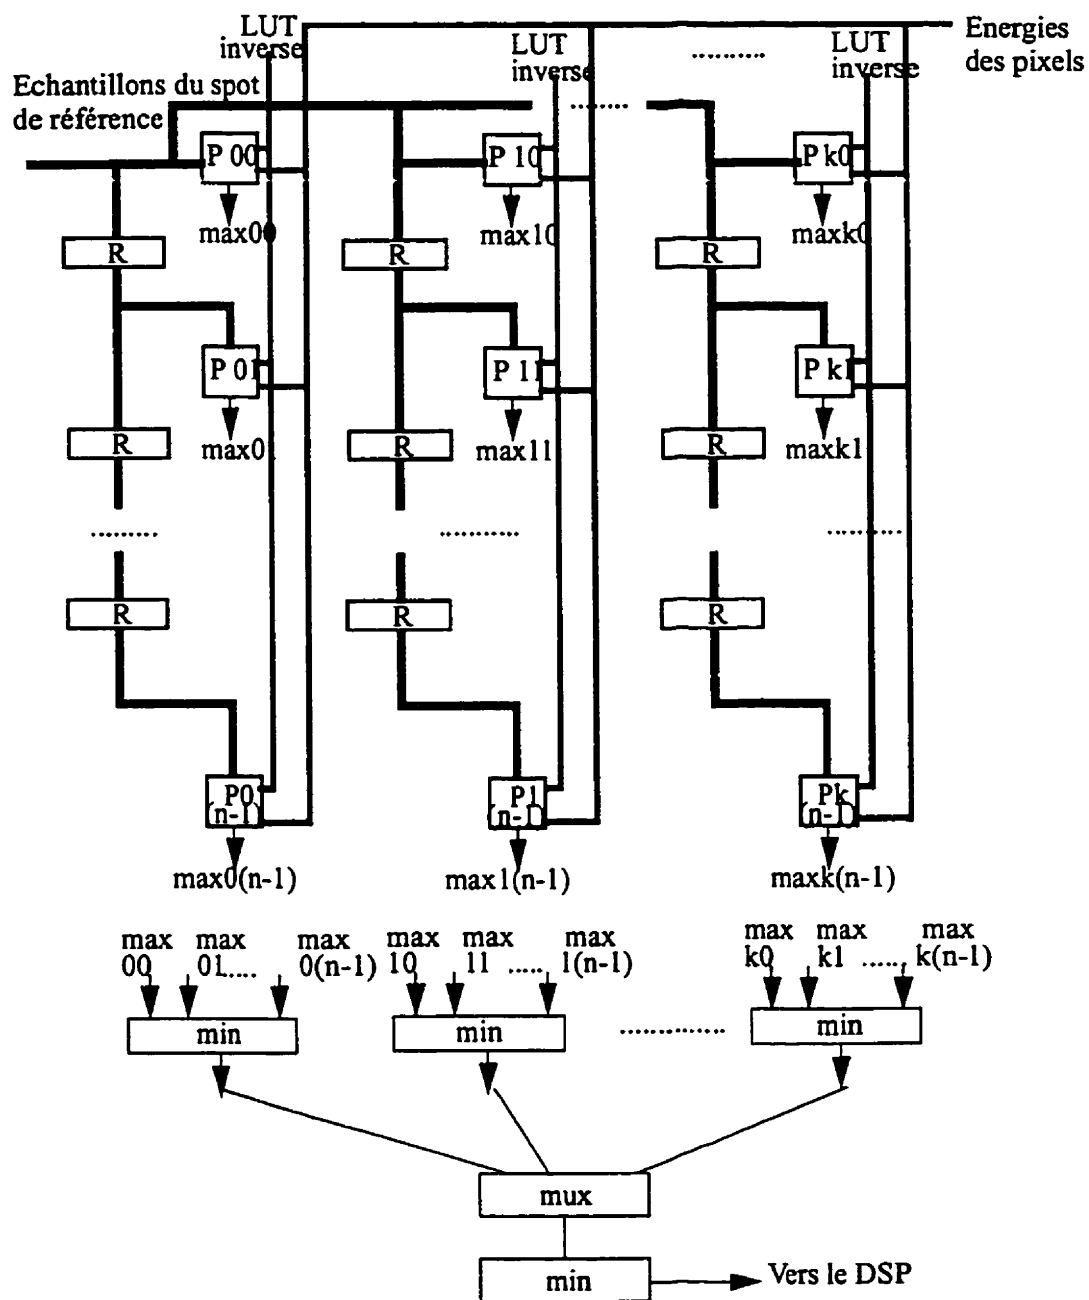 LUT
inverse
LUT
inverse
LUT
inverse
Energies
des pixels
..........
Echantillons du spot
de référence
........
P 00
P 10
P k0
max00
max10
maxk0
R
R
R
P 01
P 11
P k1
max0
max11
maxk1
R
R
R
.........
...........
..........
R
R
R
P0
(n-1)
P1
(n-1)
Pk
(n-1)
max0(n-1)
max1(n-1)
maxk(n-1)
max
00
max
01.....
max
0(n-1)
max
10
max
11 .....
max
1(n-1)
max
k0
max
k1 ......
max
k(n-1)
min
min
..............
min
mux
min
Vers le DSP